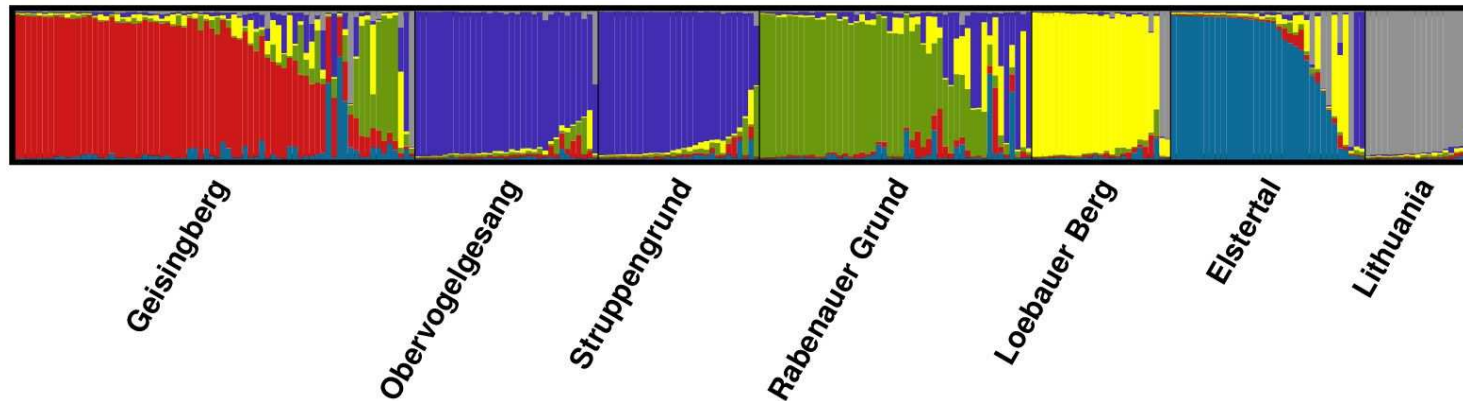 Geisingberg
Obervogelgesang
Struppengrund
Rabenauer Grund
Loebauer Berg
Elstertal
Lithuania